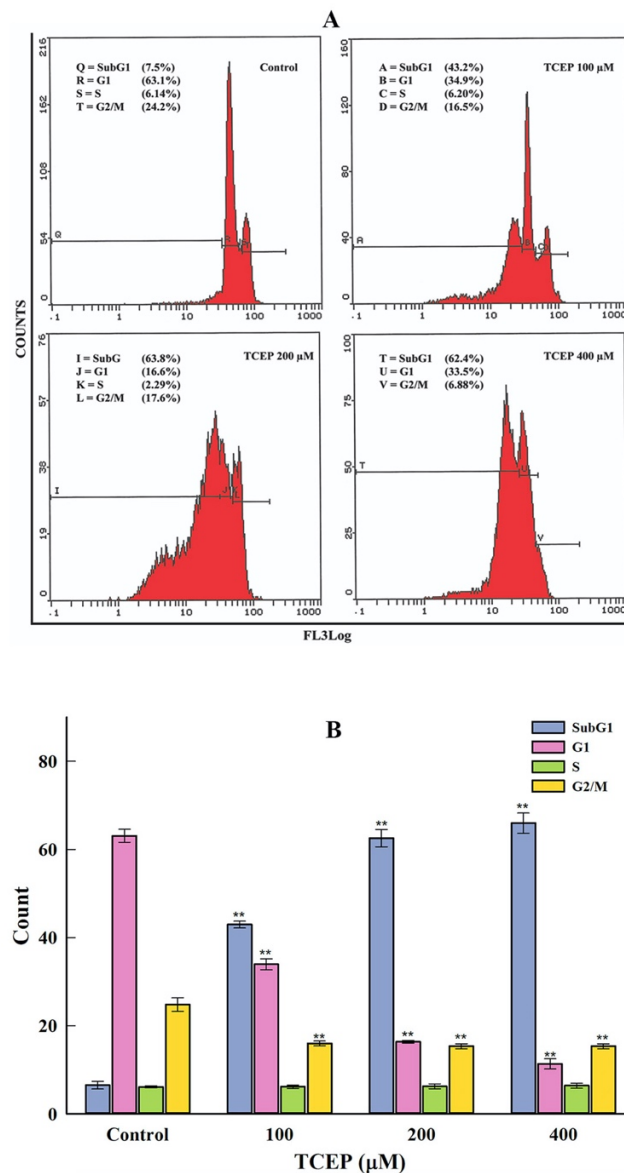 A
Q = SubG1 (7.5%)
R = G1 (63.1%)
S = S (6.14%)
T = G2/M (24.2%)
Control
216
162
108
54
0
Q
R
.1 1 10 100 1000
A = SubG1 (43.2%)
B = G1 (34.9%)
C = S (6.20%)
D = G2/M (16.5%)
TCEP 100 µM
160
120
80
40
0
A
B
C
.1 1 10 100 1000
COUNTS
I = SubG (63.8%)
J = G1 (16.6%)
K = S (2.29%)
L = G2/M (17.6%)
TCEP 200 µM
76
57
38
19
0
I
J
.1 1 10 100 1000
T = SubG1 (62.4%)
U = G1 (33.5%)
V = G2/M (6.88%)
TCEP 400 µM
100
75
50
25
0
T
U
V
.1 1 10 100 1000
FL3Log
B
SubG1
G1
S
G2/M
Count
80
60
40
20
0
** ** **
** ** **
** ** **
Control 100 200 400
TCEP (µM)